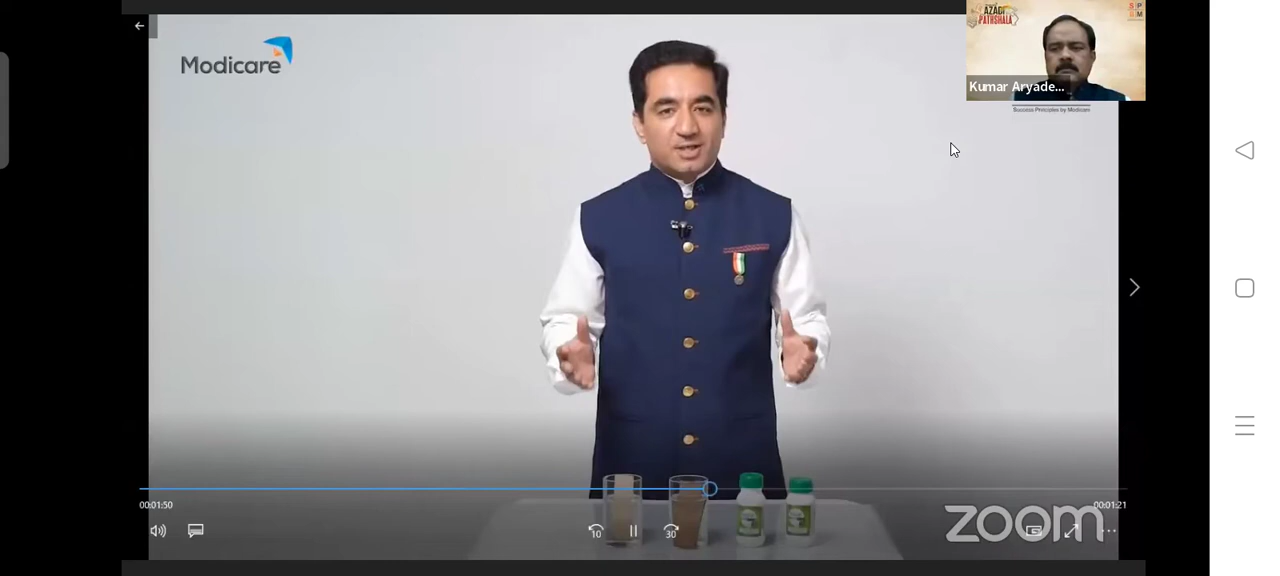 Modicare
AZADI
PATHSHALA
Kumar Aryade...
Success Principles by Modicare
00:01:50
00:01:21
10
30
zoom